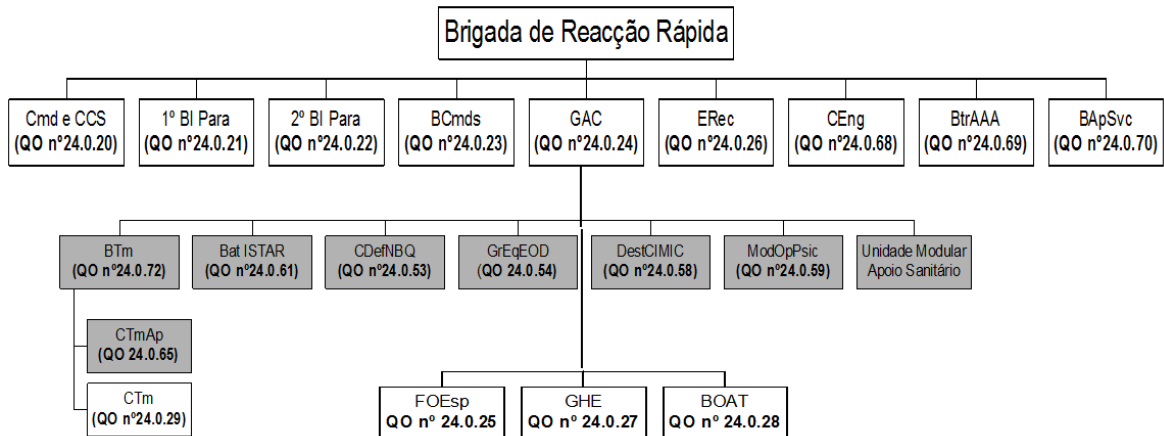 Brigada de Reacção Rápida
Cmd e CCS
(QO nº24.0.20)
1º BI Para
(QO nº24.0.21)
2º BI Para
(QO nº24.0.22)
BCmds
(QO nº24.0.23)
GAC
(QO nº24.0.24)
ERec
(QO nº24.0.26)
CEng
(QO nº24.0.68)
BtrAAA
(QO nº24.0.69)
BApSvc
(QO nº24.0.70)
BTm
(QO nº24.0.72)
Bat ISTAR
(QO nº24.0.61)
CDefNBQ
(QO nº24.0.53)
GrEqEOD
(QO 24.0.54)
DestCIMIC
(QO nº24.0.58)
ModOpPsic
(QO nº24.0.59)
Unidade Modular
Apoio Sanitário
CTmAp
(QO 24.0.65)
CTm
(QO nº24.0.29)
FOEsp
QO nº 24.0.25
GHE
QO nº 24.0.27
BOAT
QO nº 24.0.28